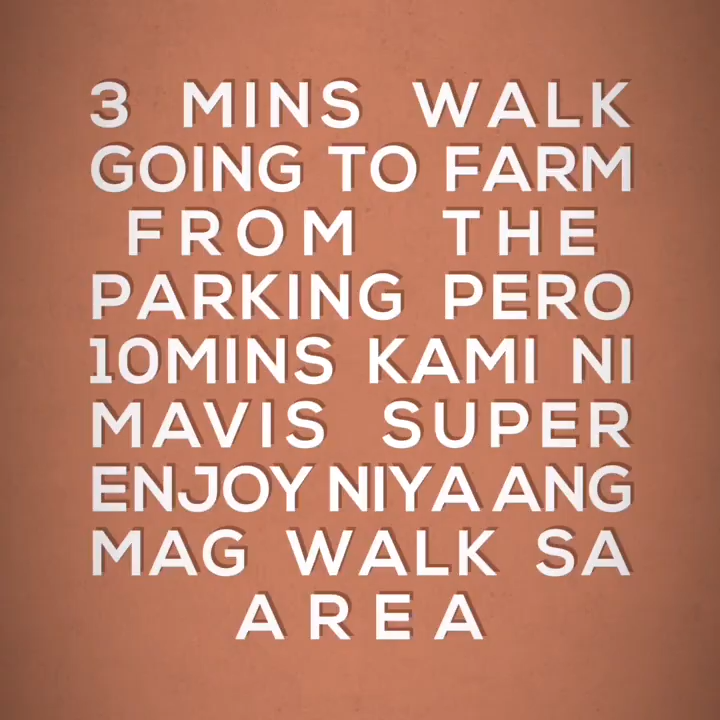 3 MINS WALK
GOING TO FARM
FROM THE
PARKING PERO
10MINS KAMI NI
MAVIS SUPER
ENJOY NIYA ANG
MAG WALK SA
AREA